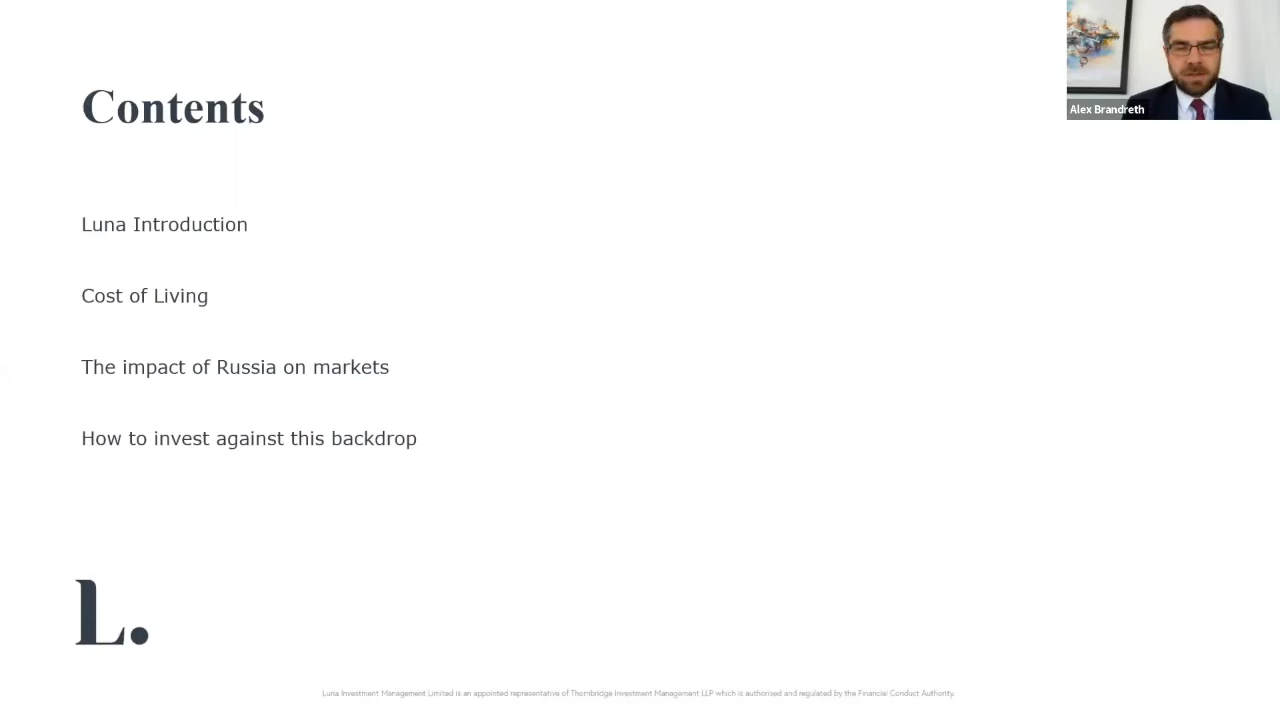 Contents
Alex Brandreth
Luna Introduction
Cost of Living
The impact of Russia on markets
How to invest against this backdrop
L.
Luna Investment Management Limited is an appointed representative of Thornbridge Investment Management LLP which is authorised and regulated by the Financial Conduct Authority.